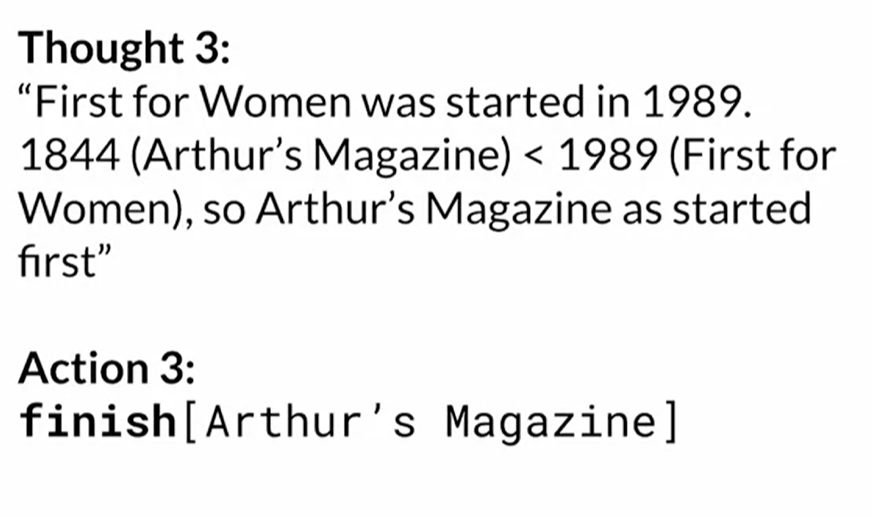 Thought 3:
“First for Women was started in 1989.
1844 (Arthur’s Magazine) < 1989 (First for
Women), so Arthur’s Magazine as started
first”
Action 3:
finish[Arthur’s Magazine]